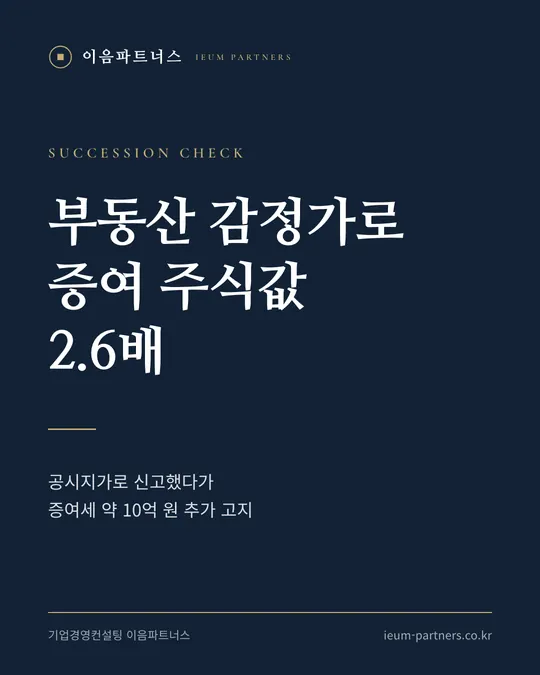 이음파트너스 IEUM PARTNERS
SUCCESSION CHECK
부동산 감정가로
증여 주식값
2.6배
공시지가로 신고했다가
증여세 약 10억 원 추가 고지
기업경영컨설팅 이음파트너스
ieum-partners.co.kr